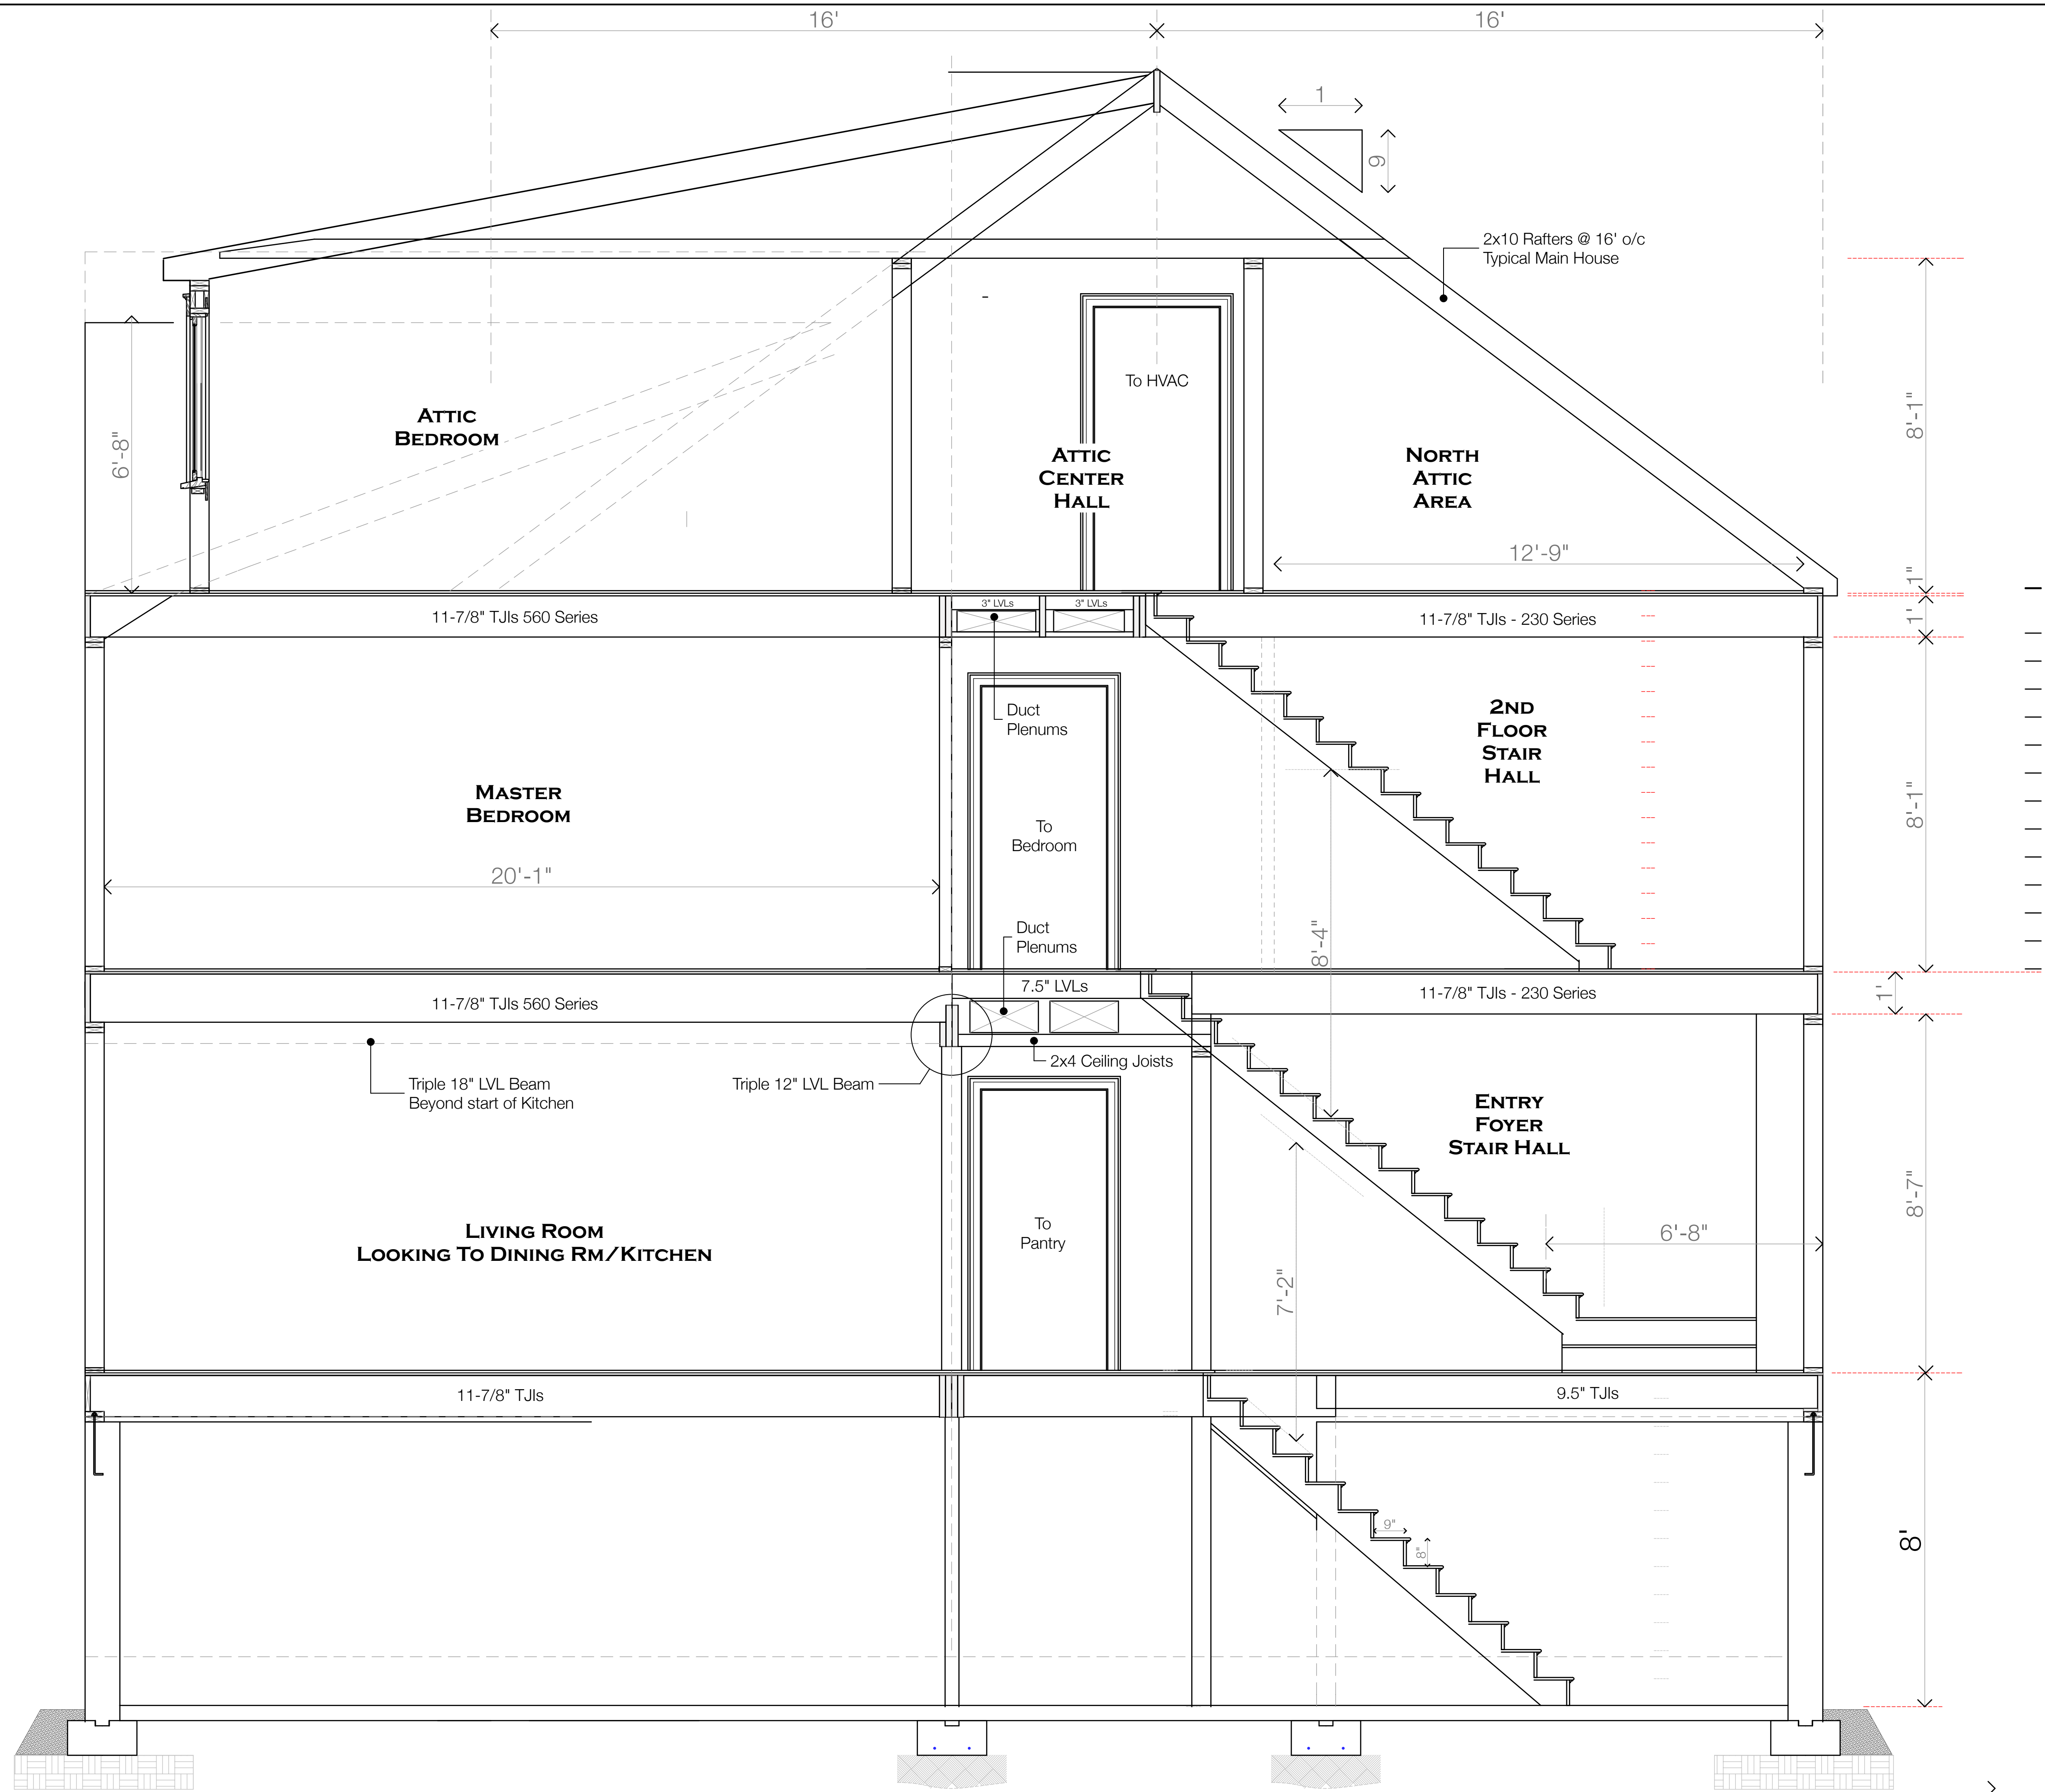 16'
16'
1
9
2x10 Rafters @ 16' o/c
Typical Main House
To HVAC
6'-8"
ATTIC
BEDROOM
ATTIC
CENTER
HALL
NORTH
ATTIC
AREA
8'-1"
12'-9"
1"
11-7/8" TJIs 560 Series
3" LVLs
3" LVLs
11-7/8" TJIs - 230 Series
1'
Duct
Plenums
2ND
FLOOR
STAIR
HALL
MASTER
BEDROOM
To
Bedroom
8'-1"
20'-1"
Duct
Plenums
8'-4"
11-7/8" TJIs 560 Series
7.5" LVLs
11-7/8" TJIs - 230 Series
1'
Triple 18" LVL Beam
Beyond start of Kitchen
Triple 12" LVL Beam
2x4 Ceiling Joists
ENTRY
FOYER
STAIR HALL
8'-7"
LIVING ROOM
LOOKING TO DINING RM/KITCHEN
To
Pantry
6'-8"
7'-2"
11-7/8" TJIs
9.5" TJIs
9"
8"
8'